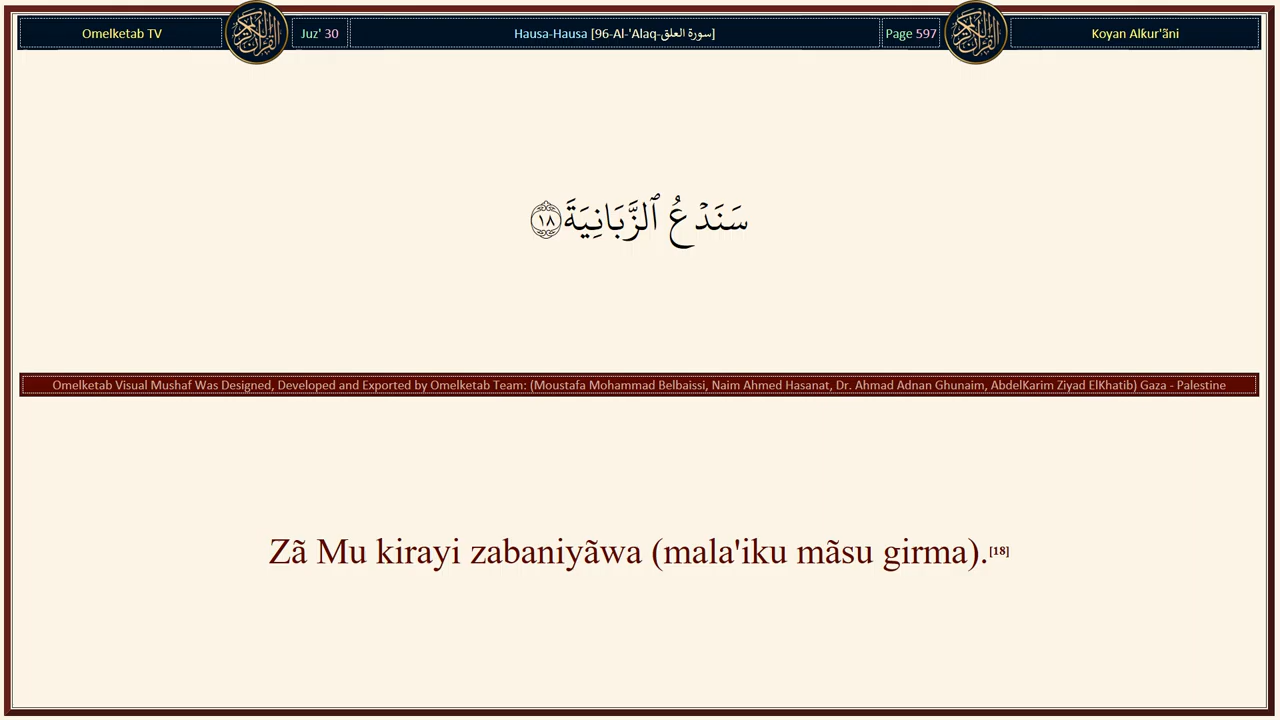 Omelketab TV
Juz' 30
Hausa-Hausa [96-Al-'Alaq-سورة العلق]
Page 597
Koyan Alƙur'ãni
سَنَدۡعُ ٱلزَّبَانِيَةَ ١٨
Omelketab Visual Mushaf Was Designed, Developed and Exported by Omelketab Team: (Moustafa Mohammad Belbaissi, Naim Ahmed Hasanat, Dr. Ahmad Adnan Ghunaim, AbdelKarim Ziyad ElKhatib) Gaza - Palestine
Zã Mu kirayi zabaniyãwa (mala'iku mãsu girma).[18]